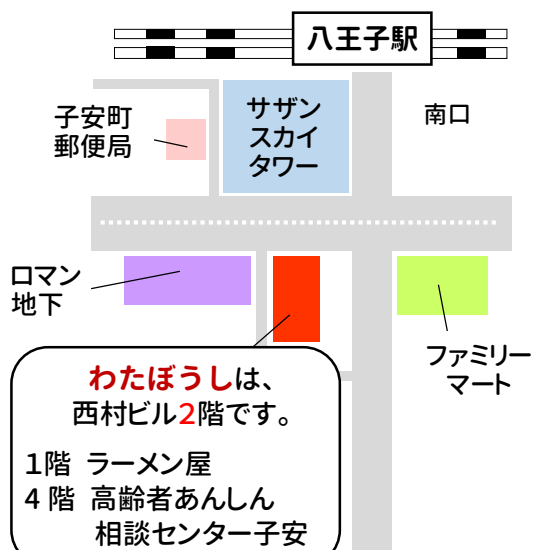 八王子駅
南口
サザン
スカイ
タワー
子安町
郵便局
ロマン
地下
ファミリー
マート
わたぼうしは、
西村ビル2階です。
1階 ラーメン屋
4階 高齢者あんしん
相談センター子安